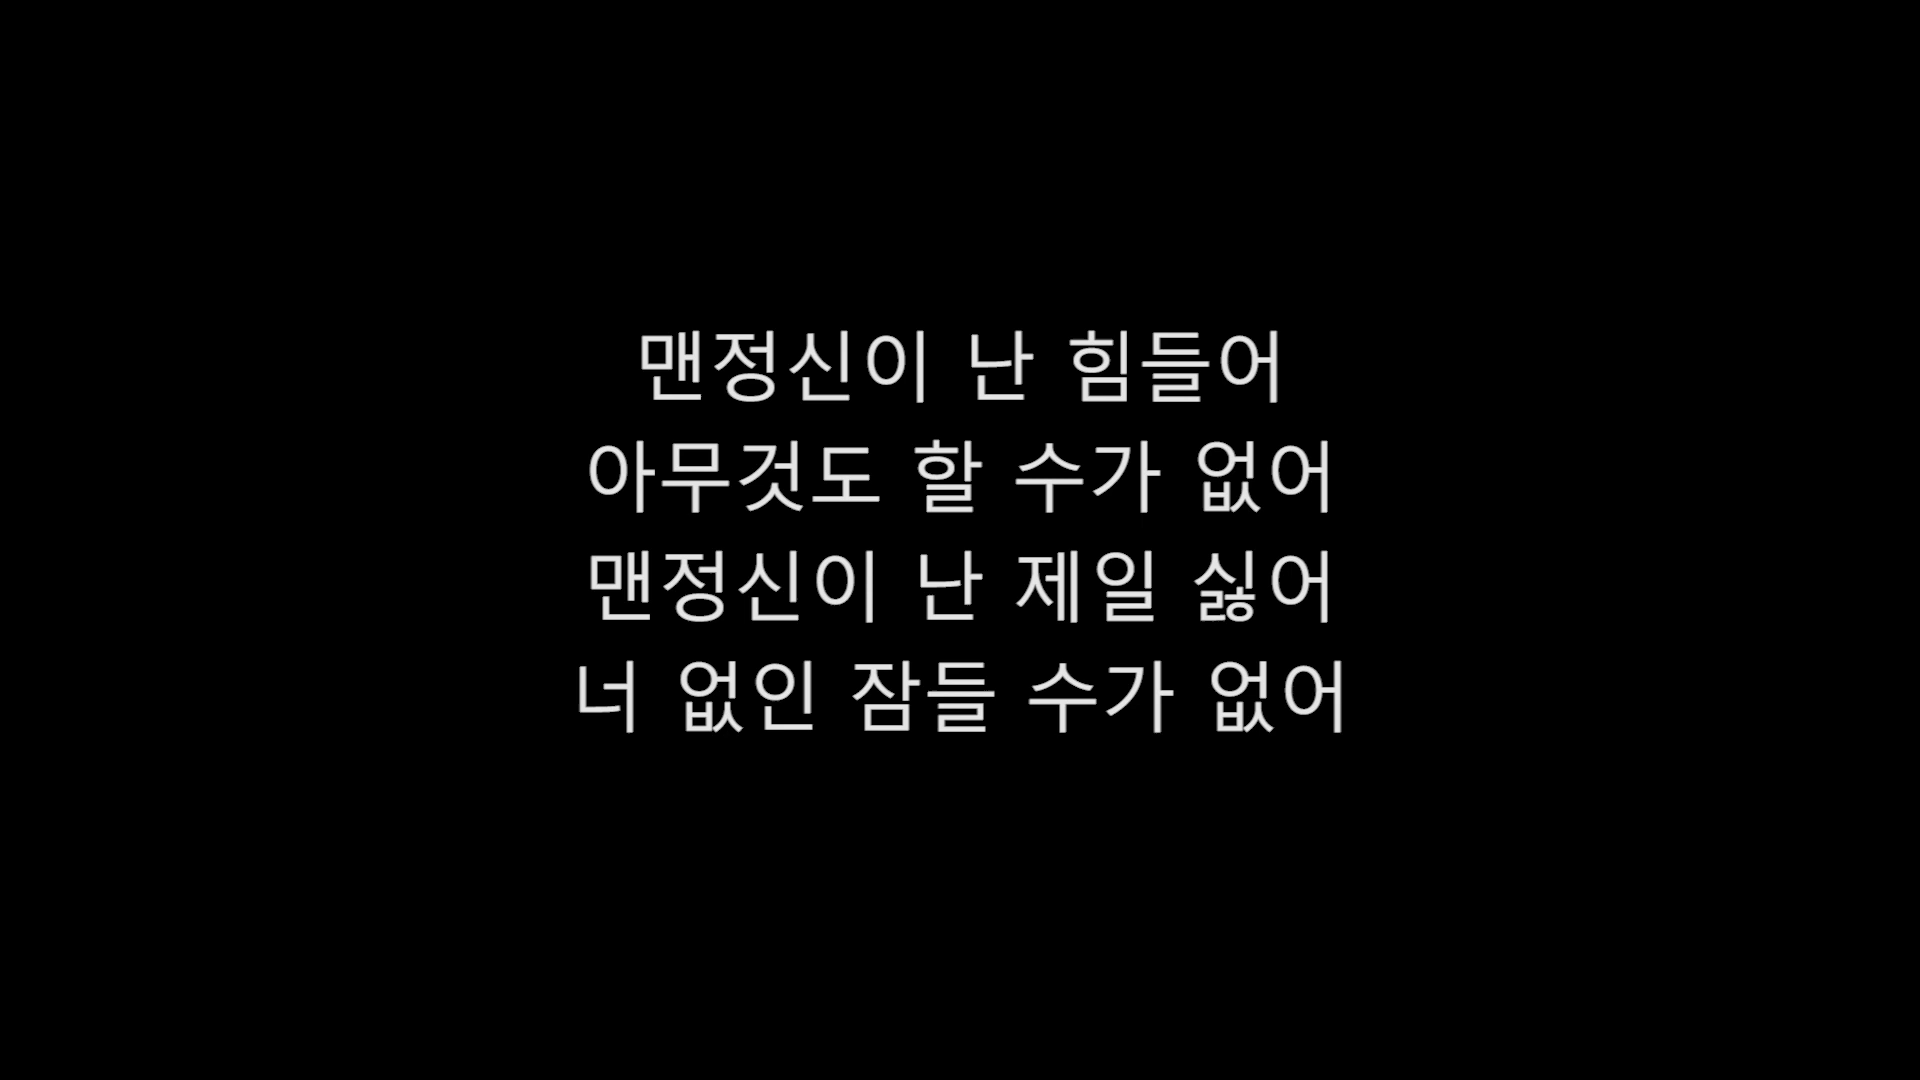 맨정신이 난 힘들어
아무것도 할 수가 없어
맨정신이 난 제일 싫어
너 없인 잠들 수가 없어